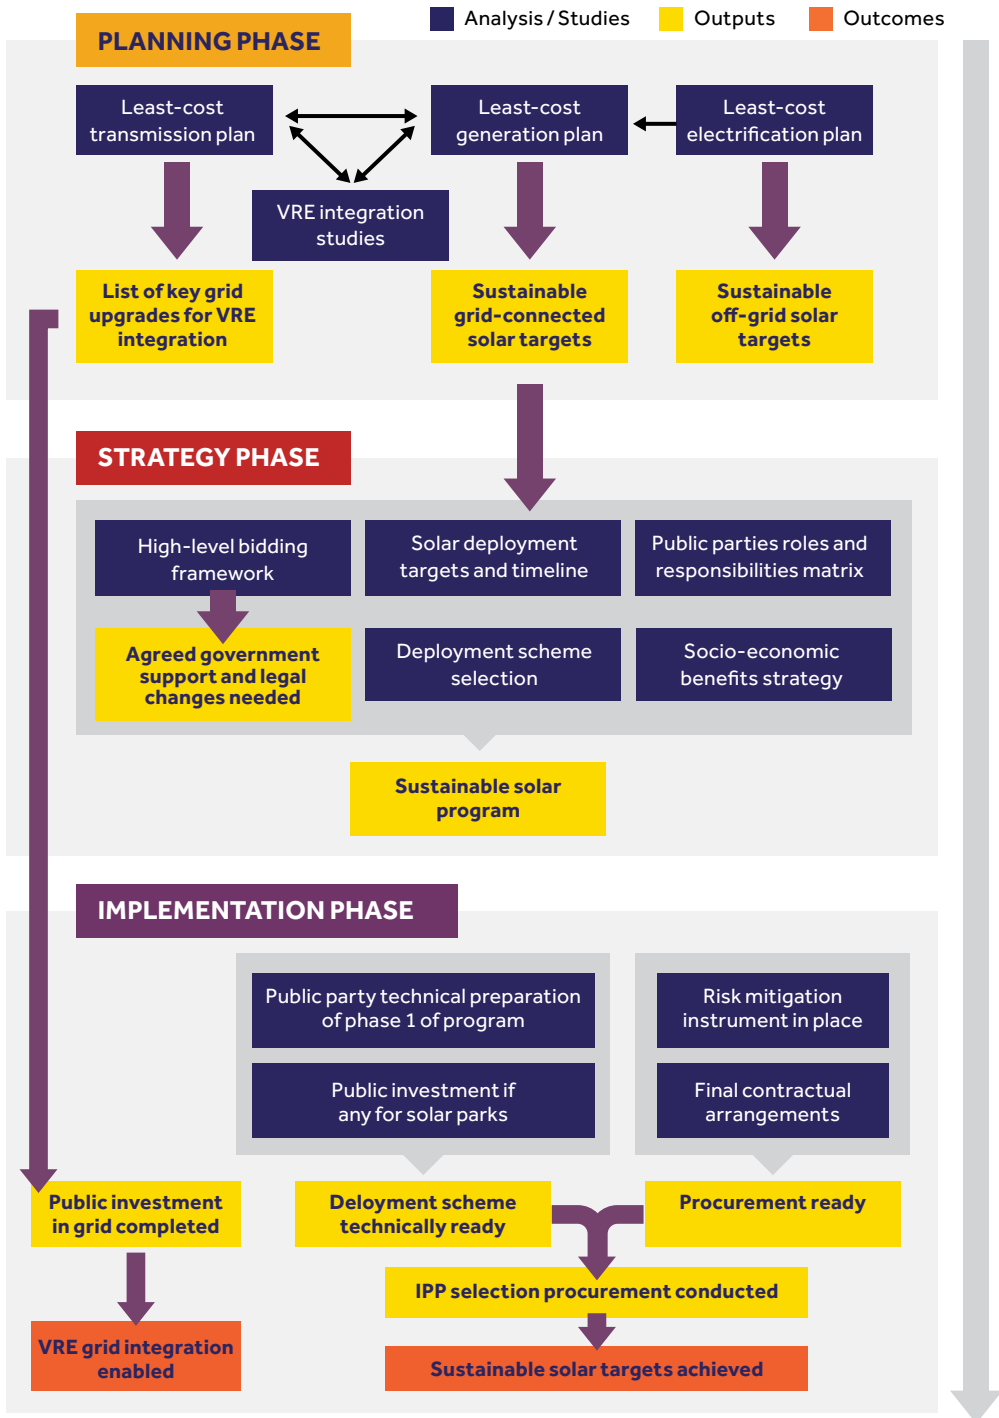 Analysis / Studies
Outputs
Outcomes
PLANNING PHASE
Least-cost
transmission plan
Least-cost
generation plan
Least-cost
electrification plan
VRE integration
studies
List of key grid
upgrades for VRE
integration
Sustainable
grid-connected
solar targets
Sustainable
off-grid solar
targets
STRATEGY PHASE
High-level bidding
framework
Solar deployment
targets and timeline
Public parties roles and
responsibilities matrix
Agreed government
support and legal
changes needed
Deployment scheme
selection
Socio-economic
benefits strategy
Sustainable solar
program
IMPLEMENTATION PHASE
Public party technical preparation
of phase 1 of program
Risk mitigation
instrument in place
Public investment if
any for solar parks
Final contractual
arrangements
Public investment
in grid completed
Deloyment scheme
technically ready
Procurement ready
IPP selection procurement conducted
VRE grid integration
enabled
Sustainable solar targets achieved